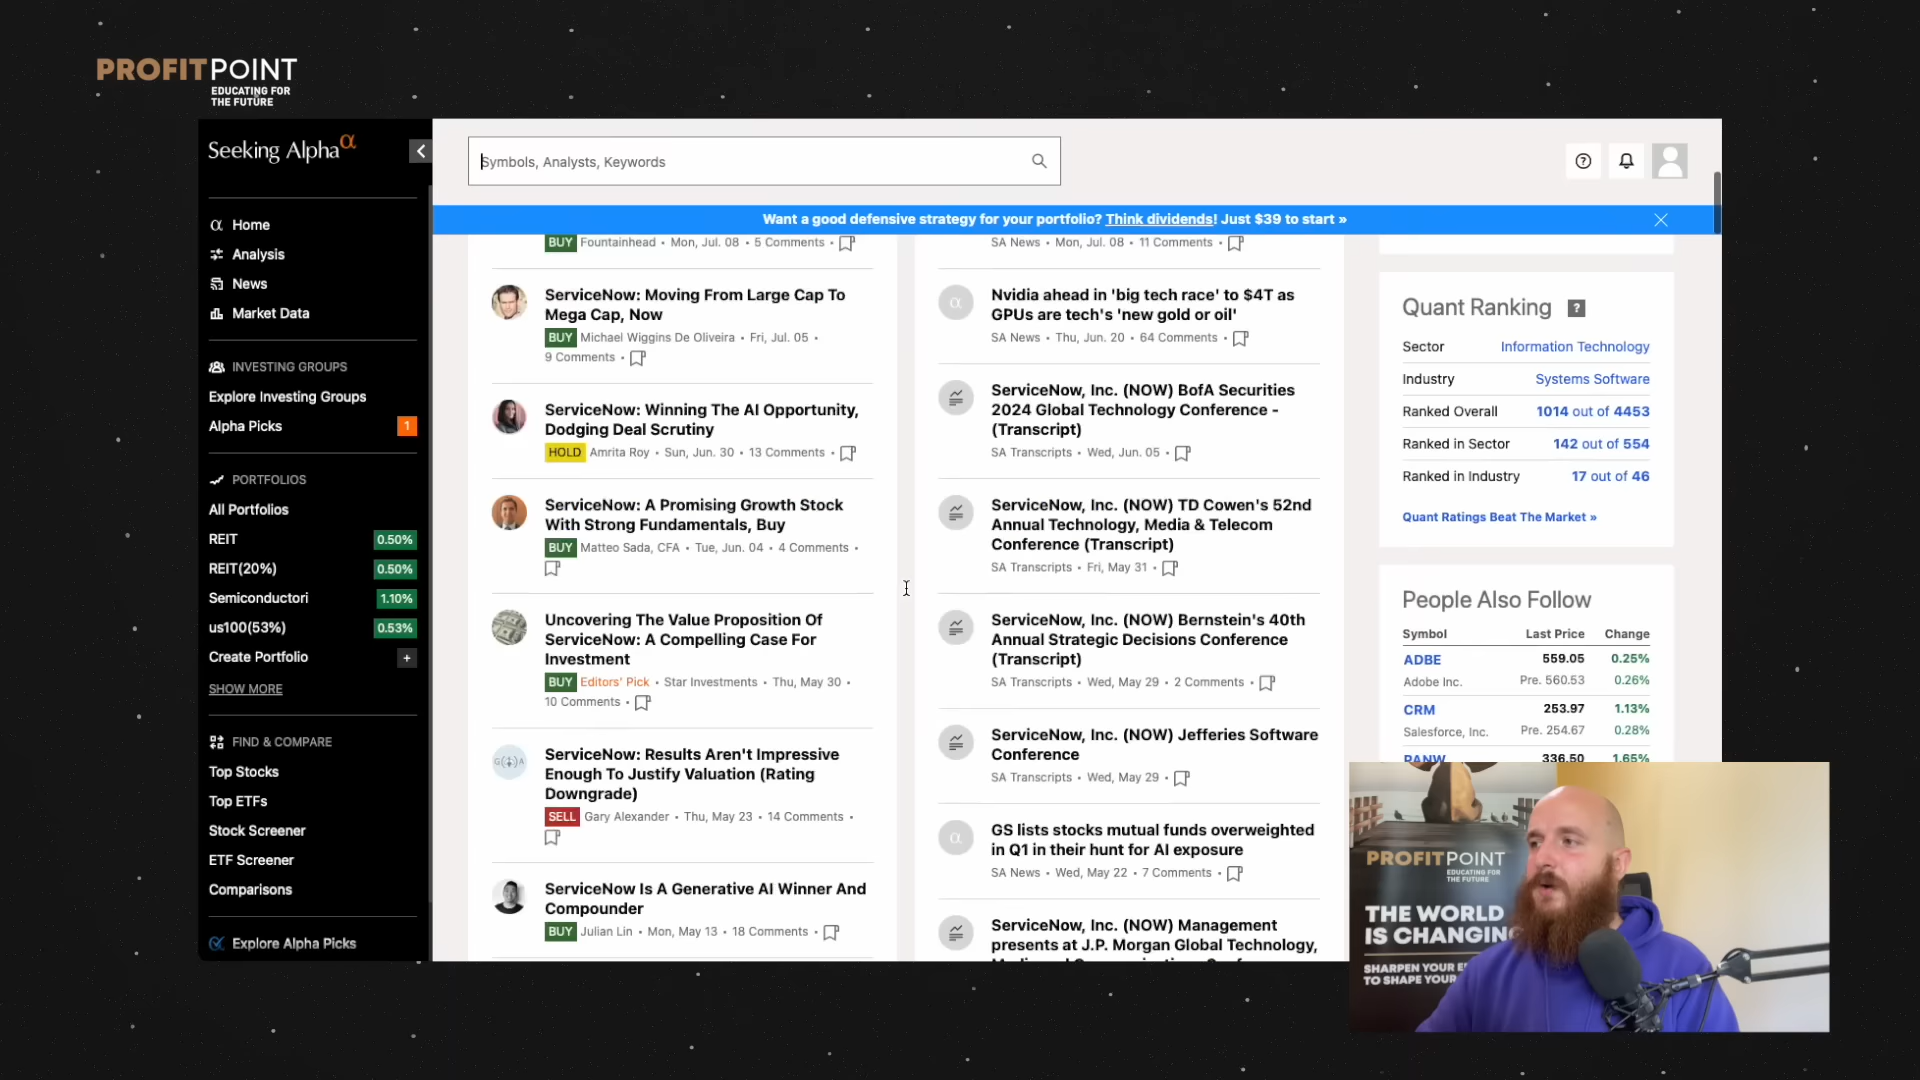 PROFITPOINT
EDUCATING FOR
THE FUTURE
Seeking Alpha α
Home
Analysis
News
Market Data
INVESTING GROUPS
Explore Investing Groups
Alpha Picks 1
PORTFOLIOS
All Portfolios
REIT 0.50%
REIT(20%) 0.50%
Semiconductori 1.10%
us100(53%) 0.53%
Create Portfolio +
SHOW MORE
FIND & COMPARE
Top Stocks
Top ETFs
Stock Screener
ETF Screener
Comparisons
Explore Alpha Picks
Symbols, Analysts, Keywords
Want a good defensive strategy for your portfolio? Think dividends! Just $39 to start »
BUY Fountainhead • Mon, Jul. 08 • 5 Comments •
ServiceNow: Moving From Large Cap To
Mega Cap, Now
BUY Michael Wiggins De Oliveira • Fri, Jul. 05 •
9 Comments •
ServiceNow: Winning The AI Opportunity,
Dodging Deal Scrutiny
HOLD Amrita Roy • Sun, Jun. 30 • 13 Comments •
ServiceNow: A Promising Growth Stock
With Strong Fundamentals, Buy
BUY Matteo Sada, CFA • Tue, Jun. 04 • 4 Comments •
Uncovering The Value Proposition Of
ServiceNow: A Compelling Case For
Investment
BUY Editors' Pick • Star Investments • Thu, May 30 •
10 Comments •
ServiceNow: Results Aren't Impressive
Enough To Justify Valuation (Rating
Downgrade)
SELL Gary Alexander • Thu, May 23 • 14 Comments •
ServiceNow Is A Generative AI Winner And
Compounder
BUY Julian Lin • Mon, May 13 • 18 Comments •
SA News • Mon, Jul. 08 • 11 Comments •
Nvidia ahead in 'big tech race' to $4T as
GPUs are tech's 'new gold or oil'
SA News • Thu, Jun. 20 • 64 Comments •
ServiceNow, Inc. (NOW) BofA Securities
2024 Global Technology Conference -
(Transcript)
SA Transcripts • Wed, Jun. 05 •
ServiceNow, Inc. (NOW) TD Cowen's 52nd
Annual Technology, Media & Telecom
Conference (Transcript)
SA Transcripts • Fri, May 31 •
ServiceNow, Inc. (NOW) Bernstein's 40th
Annual Strategic Decisions Conference
(Transcript)
SA Transcripts • Wed, May 29 • 2 Comments •
ServiceNow, Inc. (NOW) Jefferies Software
Conference
SA Transcripts • Wed, May 29 •
GS lists stocks mutual funds overweighted
in Q1 in their hunt for AI exposure
SA News • Wed, May 22 • 7 Comments •
ServiceNow, Inc. (NOW) Management
presents at J.P. Morgan Global Technology,
Quant Ranking ?
Sector Information Technology
Industry Systems Software
Ranked Overall 1014 out of 4453
Ranked in Sector 142 out of 554
Ranked in Industry 17 out of 46
Quant Ratings Beat The Market »
People Also Follow
Symbol Last Price Change
ADBE 559.05 0.25%
Adobe Inc. Pre. 560.53 0.26%
CRM 253.97 1.13%
Salesforce, Inc. Pre. 254.67 0.28%
PANW 336.50 1.65%
PROFITPOINT
EDUCATING FOR
THE FUTURE
THE WORLD
IS CHANGING
SHARPEN YOUR
TO SHAPE YOUR